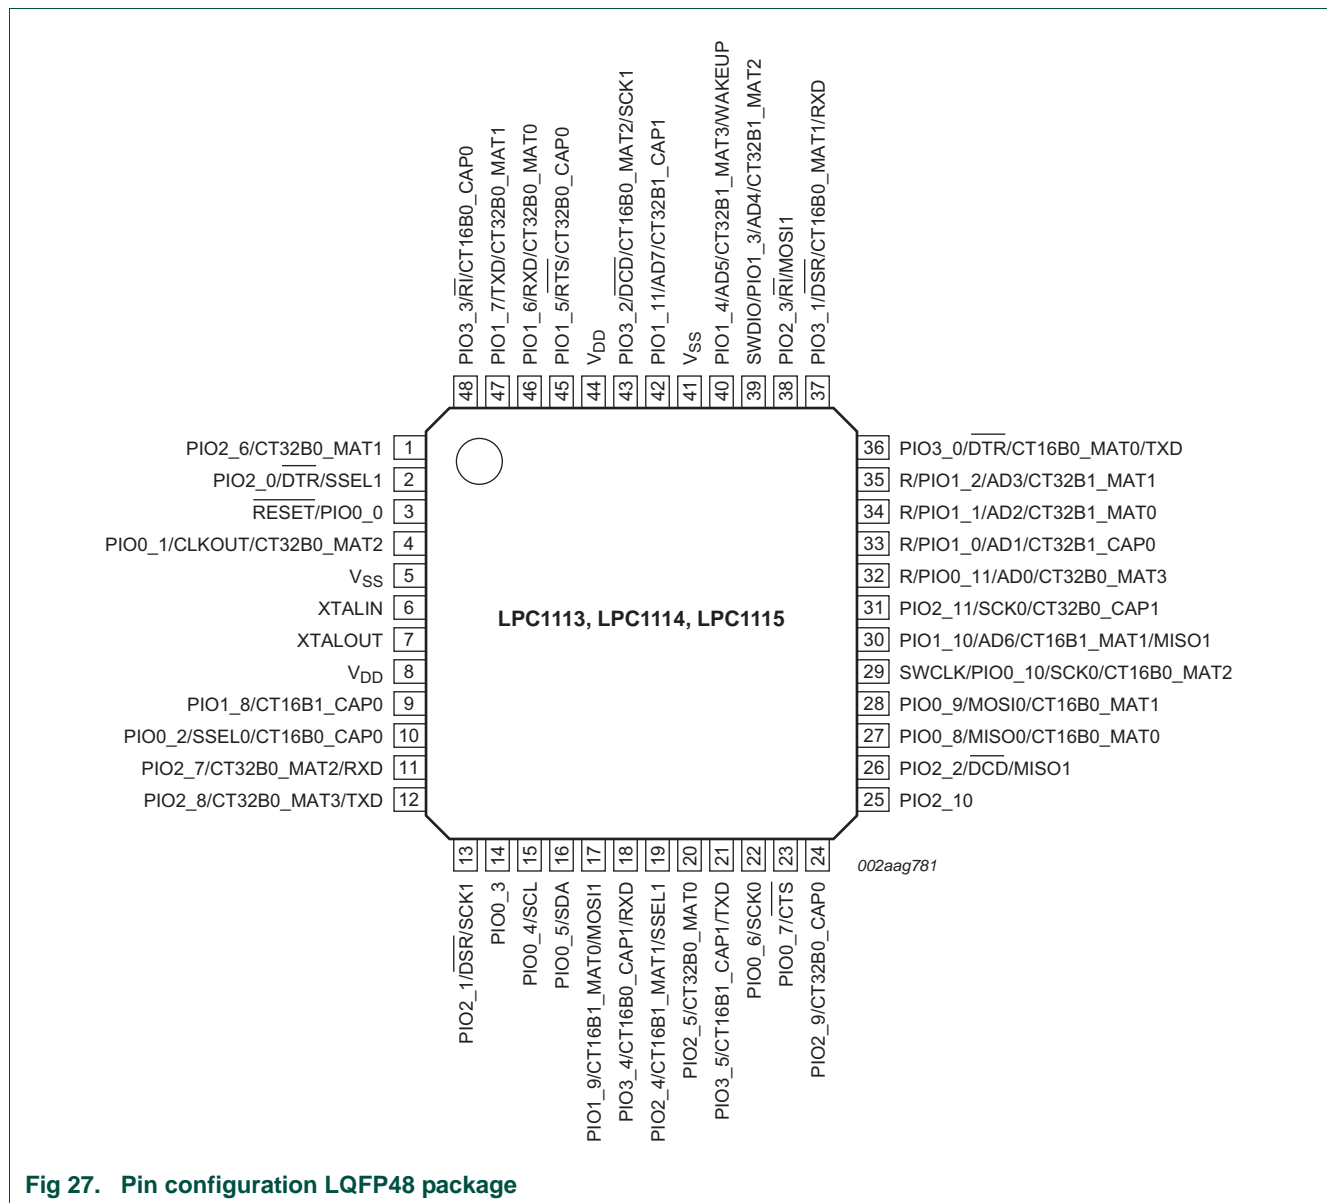 PIO3_3/RI/CT16B0_CAP0
PIO1_7/TXD/CT32B0_MAT1
PIO1_6/RXD/CT32B0_MAT0
PIO1_5/RTS/CT32B0_CAP0
VDD
PIO3_2/DCD/CT16B0_MAT2/SCK1
PIO1_11/AD7/CT32B1_CAP1
VSS
PIO1_4/AD5/CT32B1_MAT3/WAKEUP
SWDIO/PIO1_3/AD4/CT32B1_MAT2
PIO2_3/RI/MOSI1
PIO3_1/DSR/CT16B0_MAT1/RXD
48
47
46
45
44
43
42
41
40
39
38
37
PIO2_6/CT32B0_MAT1 1
PIO2_0/DTR/SSEL1 2
RESET/PIO0_0 3
PIO0_1/CLKOUT/CT32B0_MAT2 4
VSS 5
XTALIN 6
XTALOUT 7
VDD 8
PIO1_8/CT16B1_CAP0 9
PIO0_2/SSEL0/CT16B0_CAP0 10
PIO2_7/CT32B0_MAT2/RXD 11
PIO2_8/CT32B0_MAT3/TXD 12
LPC1113, LPC1114, LPC1115
36 PIO3_0/DTR/CT16B0_MAT0/TXD
35 R/PIO1_2/AD3/CT32B1_MAT1
34 R/PIO1_1/AD2/CT32B1_MAT0
33 R/PIO1_0/AD1/CT32B1_CAP0
32 R/PIO0_11/AD0/CT32B0_MAT3
31 PIO2_11/SCK0/CT32B0_CAP1
30 PIO1_10/AD6/CT16B1_MAT1/MISO1
29 SWCLK/PIO0_10/SCK0/CT16B0_MAT2
28 PIO0_9/MOSI0/CT16B0_MAT1
27 PIO0_8/MISO0/CT16B0_MAT0
26 PIO2_2/DCD/MISO1
25 PIO2_10
13
14
15
16
17
18
19
20
21
22
23
24
002aag781
PIO2_1/DSR/SCK1
PIO0_3
PIO0_4/SCL
PIO0_5/SDA
PIO1_9/CT16B1_MAT0/MOSI1
PIO3_4/CT16B0_CAP1/RXD
PIO2_4/CT16B1_MAT1/SSEL1
PIO2_5/CT32B0_MAT0
PIO3_5/CT16B1_CAP1/TXD
PIO0_6/SCK0
PIO0_7/CTS
PIO2_9/CT32B0_CAP0
Fig 27. Pin configuration LQFP48 package